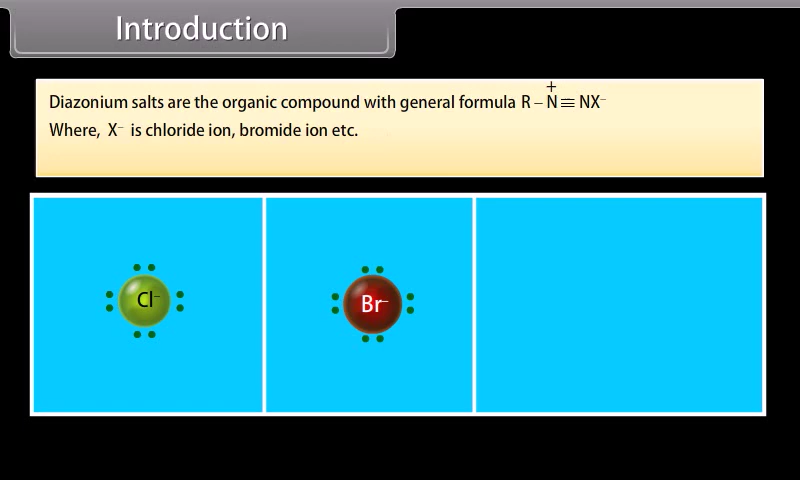 Introduction
Diazonium salts are the organic compound with general formula R – N⁺ ≡ NX⁻
Where, X⁻ is chloride ion, bromide ion etc.
Cl⁻ Br⁻